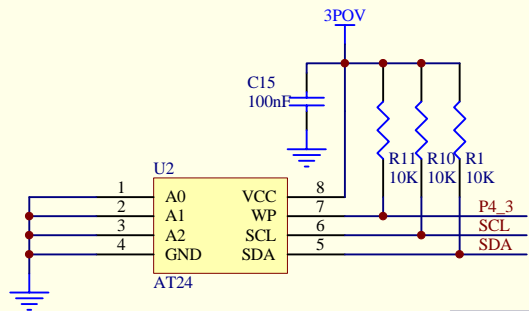 3POV
C15
100nF
R11
R10
R1
10K
10K
10K
U2
1
A0
VCC
8
2
A1
WP
7
P4_3
3
A2
SCL
6
SCL
4
GND
SDA
5
SDA
AT24